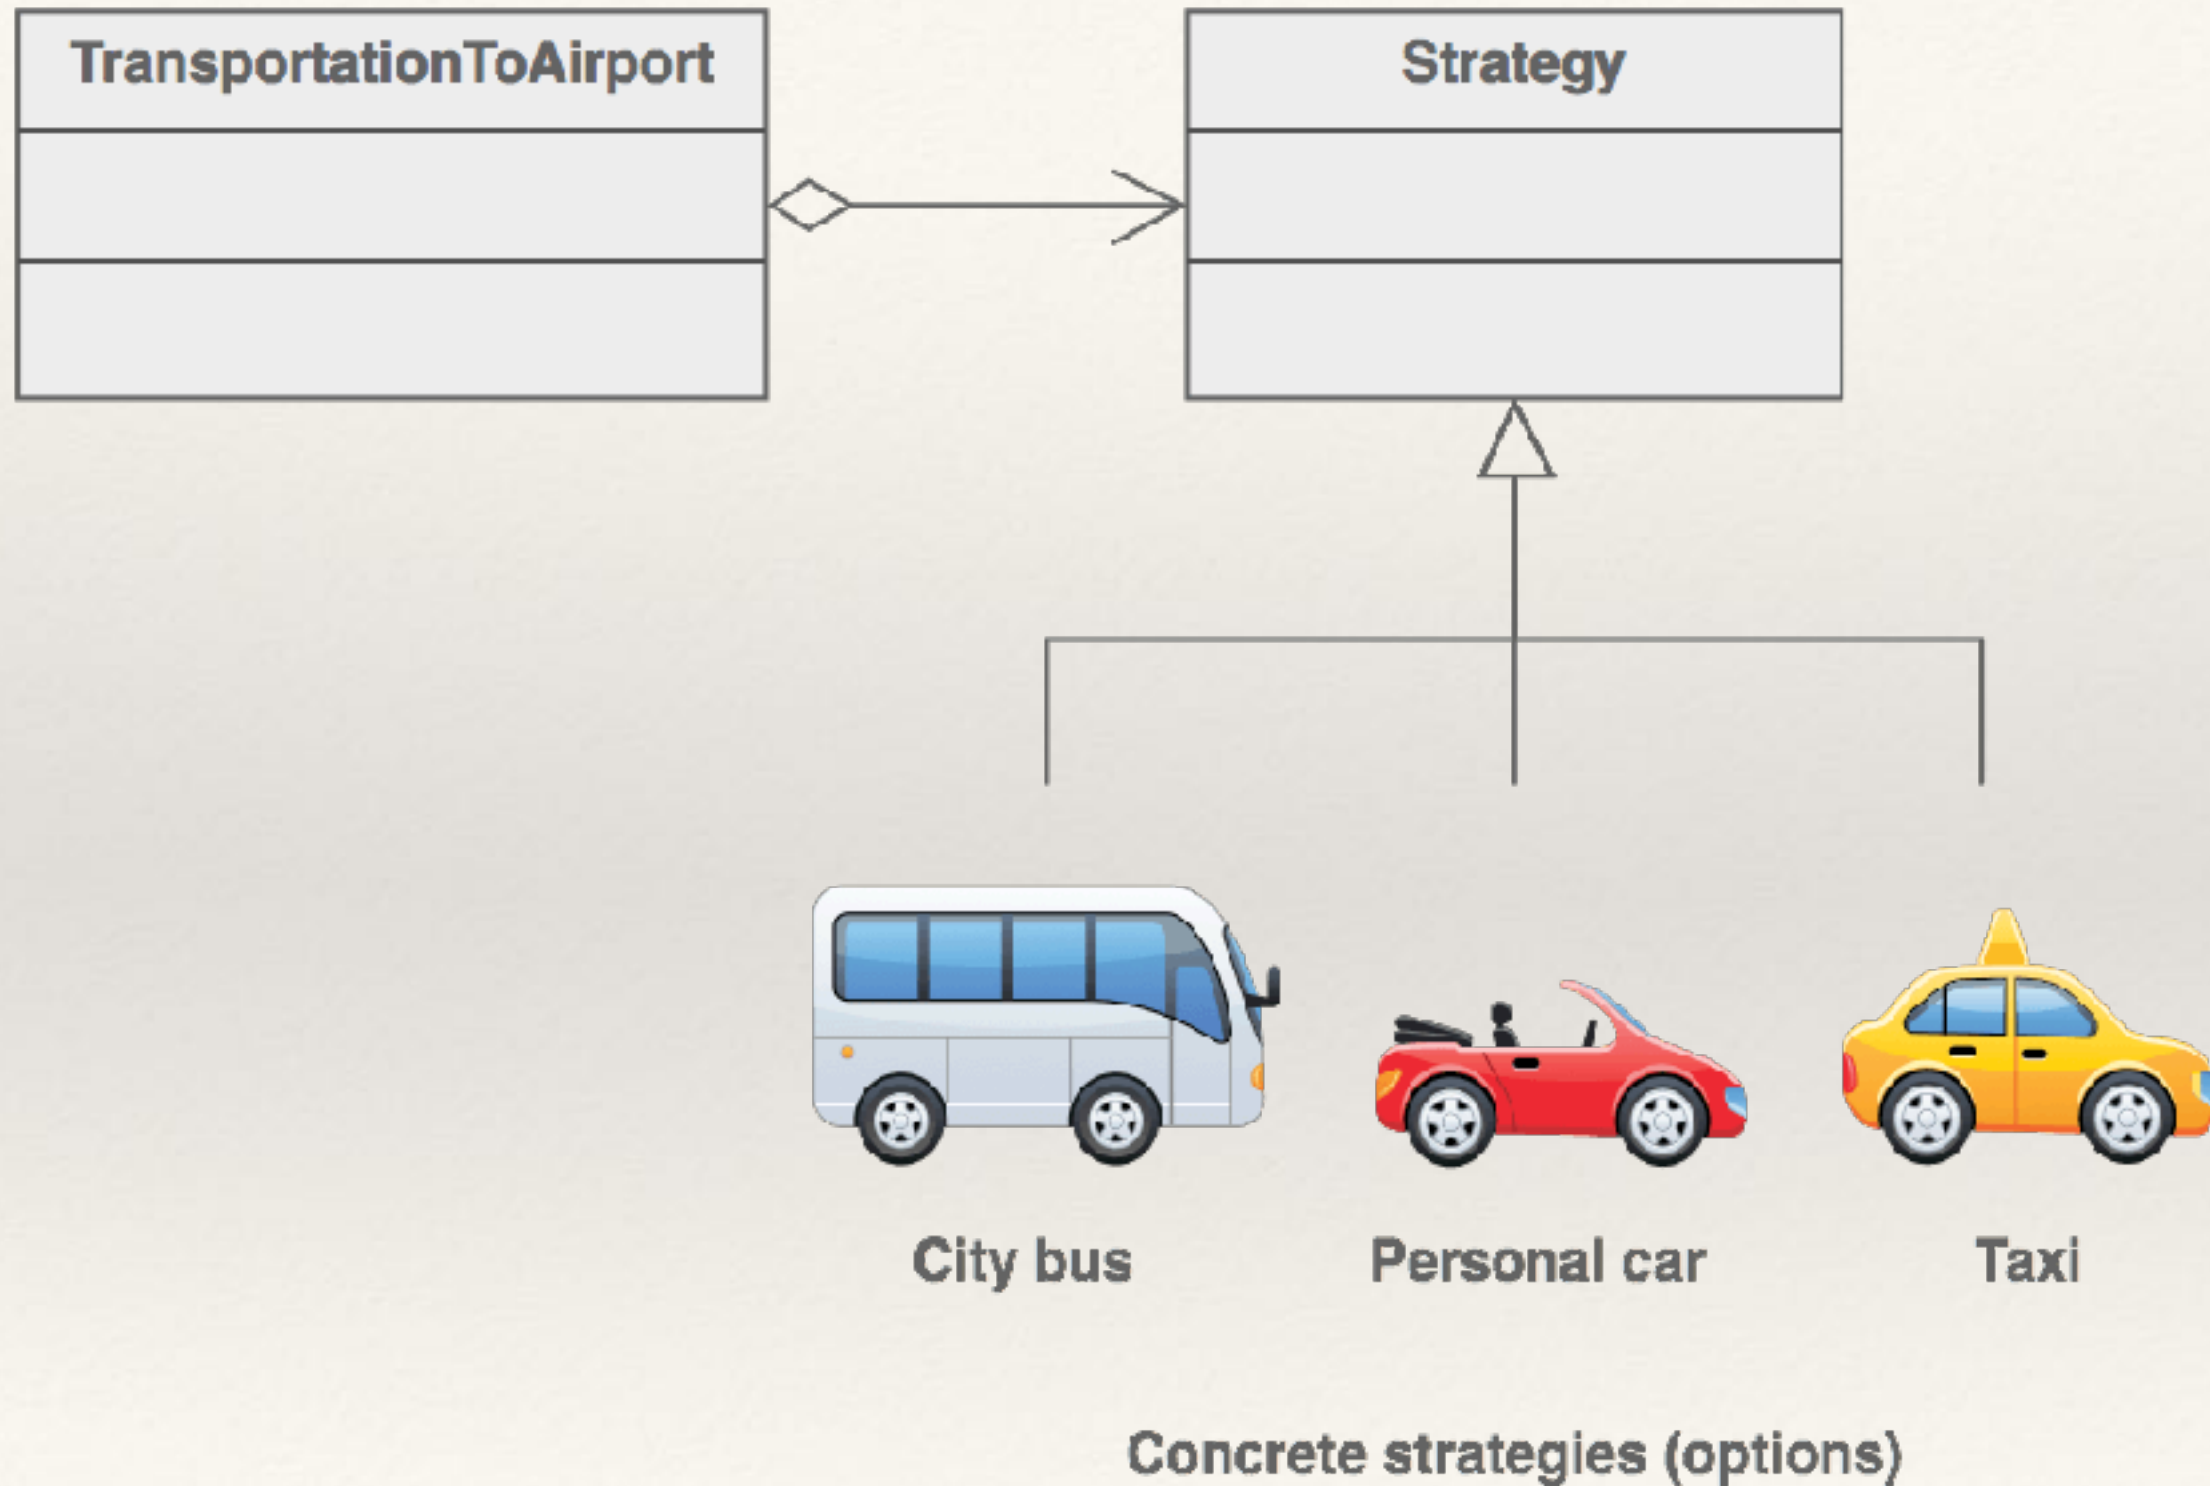 TransportationToAirport
Strategy
City bus
Personal car
Taxi
Concrete strategies (options)